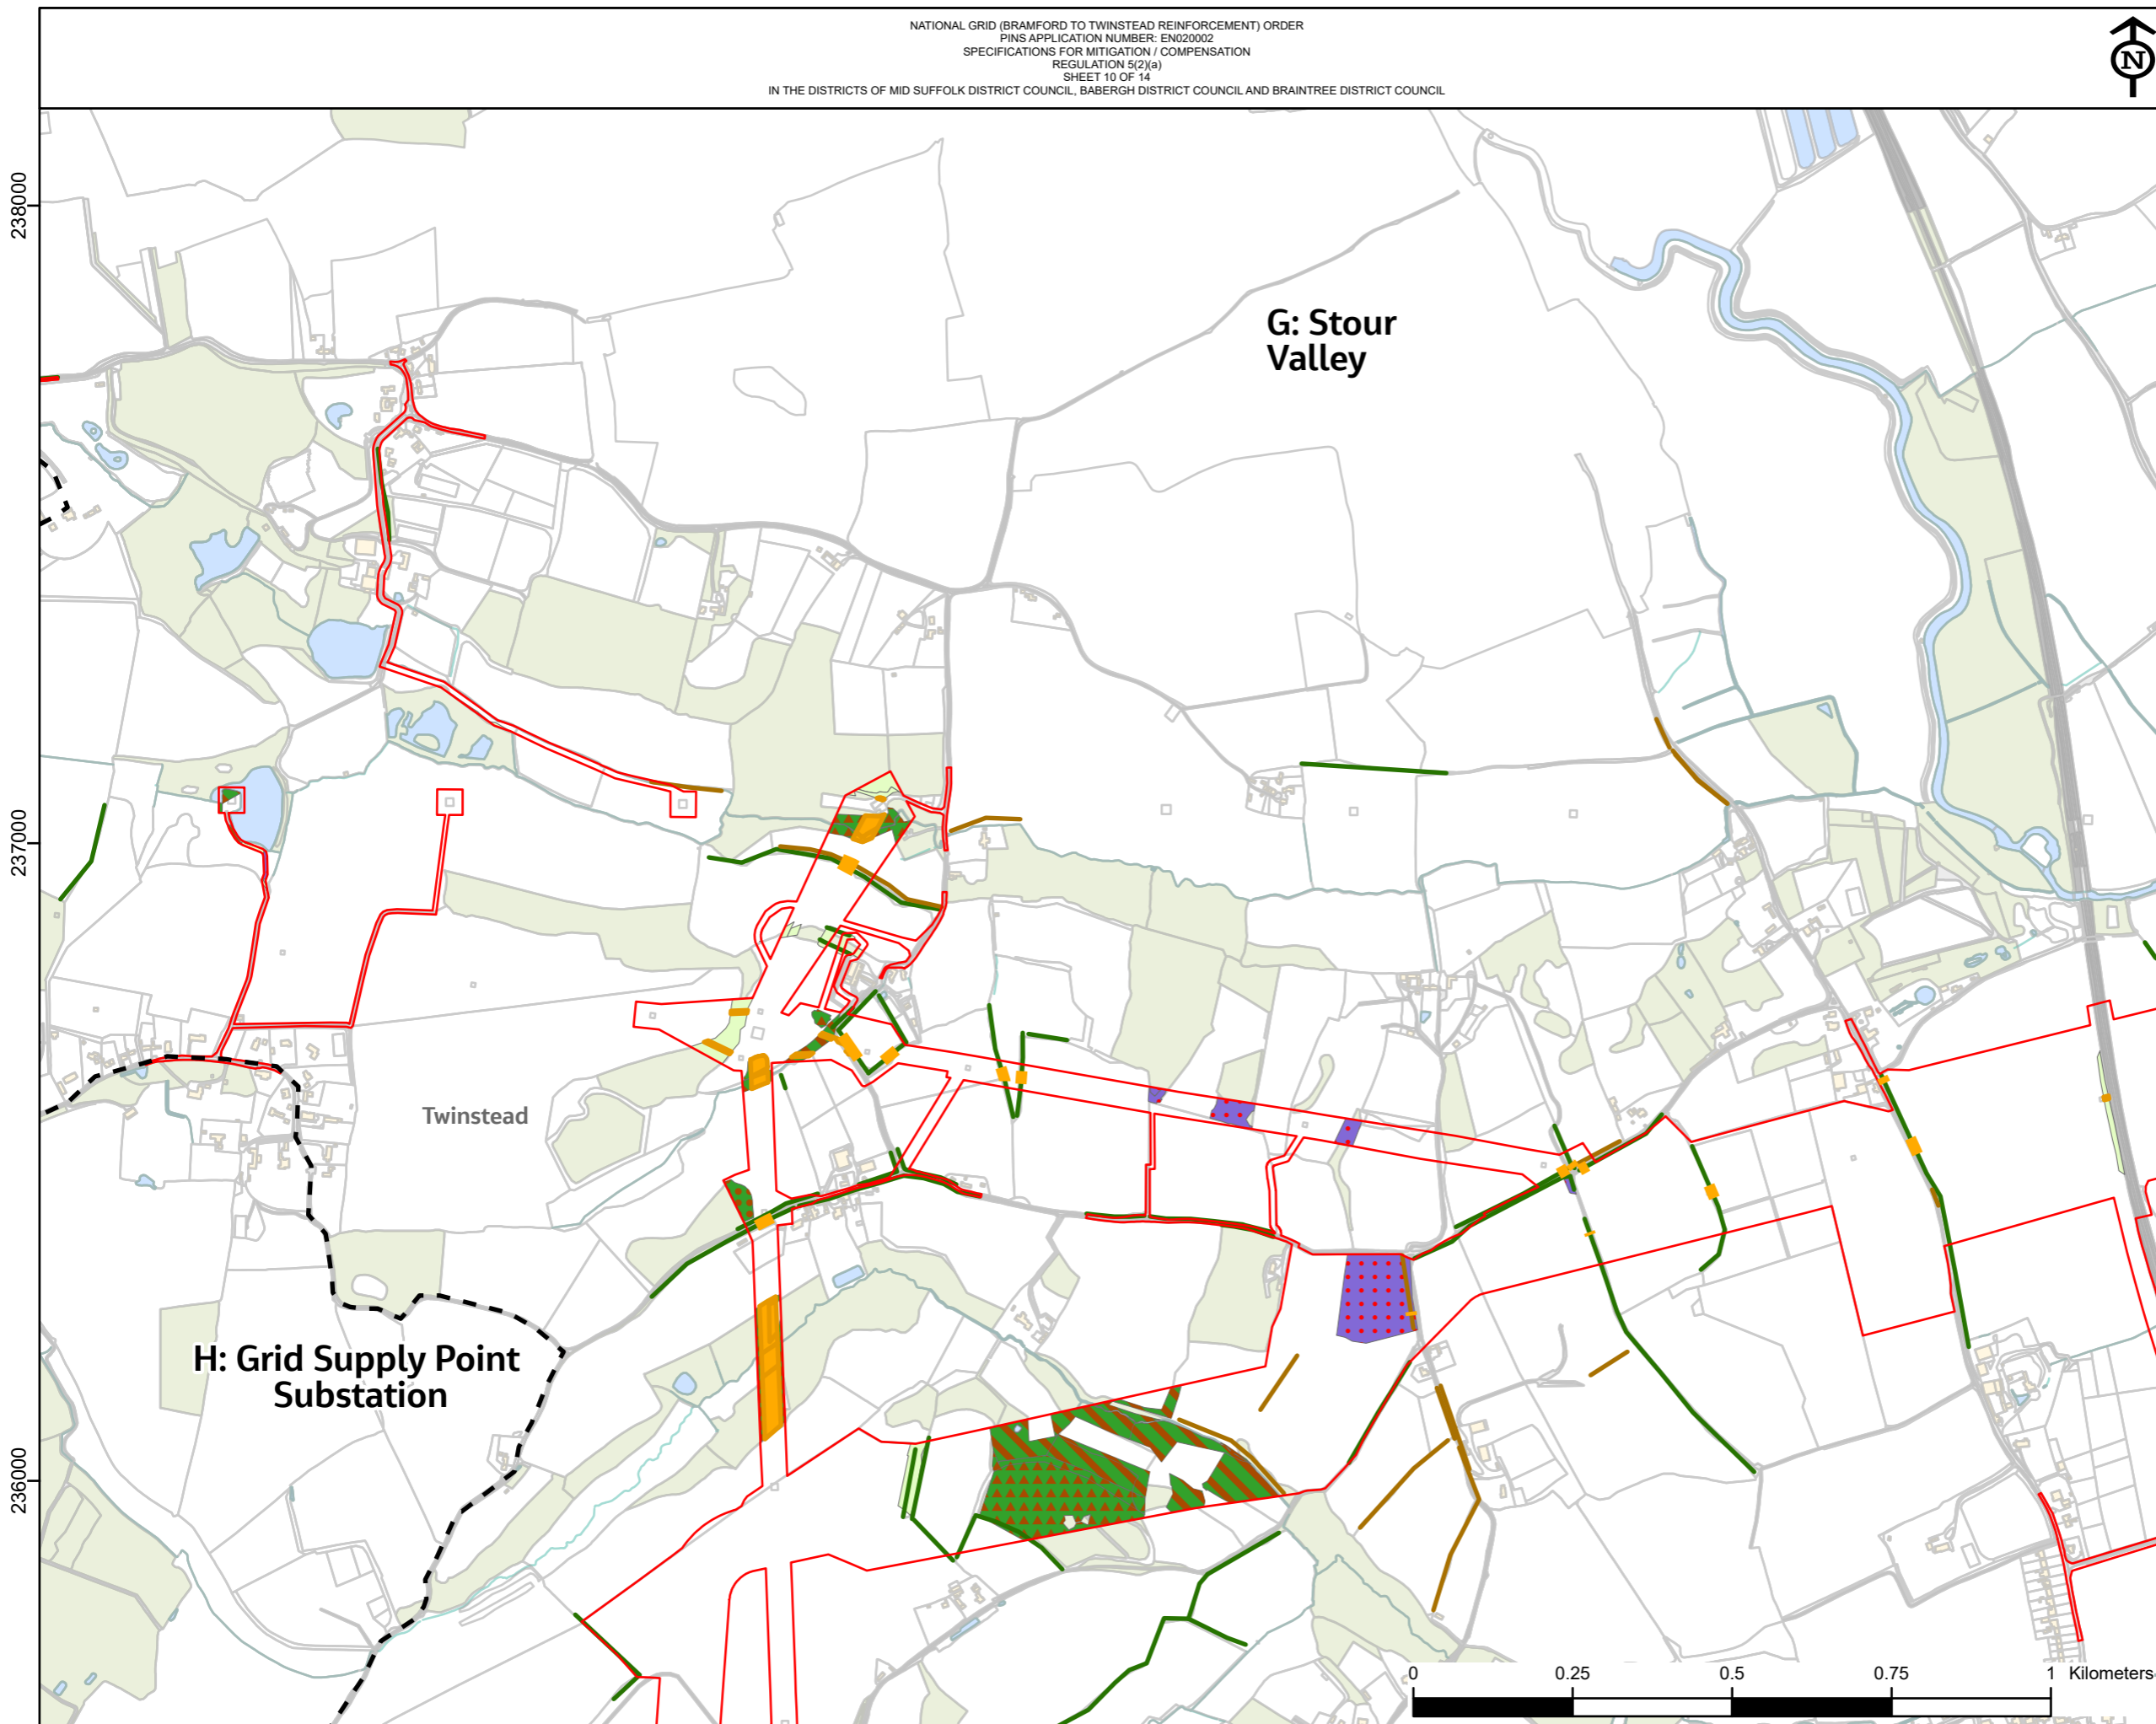 NATIONAL GRID (BRAMFORD TO TWINSTEAD REINFORCEMENT) ORDER
PINS APPLICATION NUMBER: EN020002
SPECIFICATIONS FOR MITIGATION / COMPENSATION
REGULATION 5(2)(a)
SHEET 10 OF 14
IN THE DISTRICTS OF MID SUFFOLK DISTRICT COUNCIL, BABERGH DISTRICT COUNCIL AND BRAINTREE DISTRICT COUNCIL
N
238000
G: Stour
Valley
237000
Twinstead
H: Grid Supply Point
Substation
236000
0 0.25 0.5 0.75 1 Kilometers